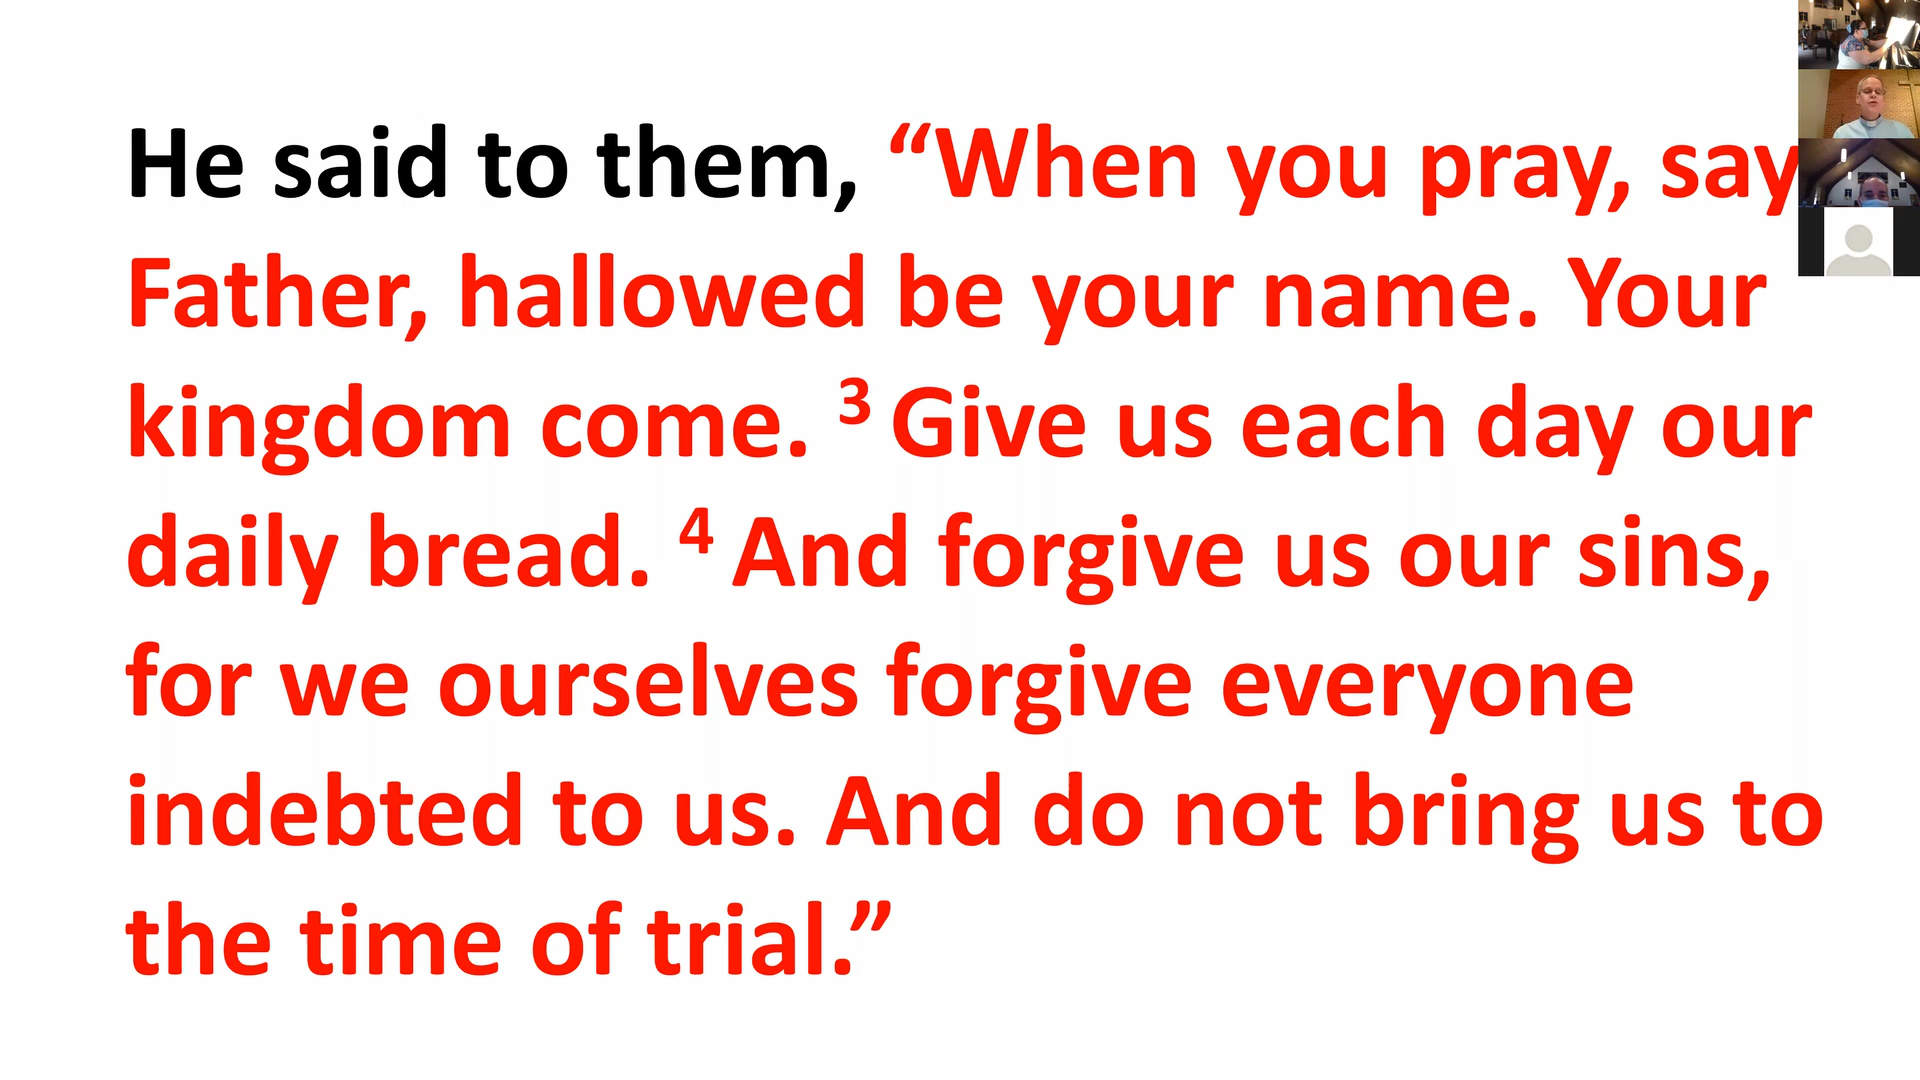 He said to them, “When you pray, say
Father, hallowed be your name. Your
kingdom come. ³ Give us each day our
daily bread. ⁴ And forgive us our sins,
for we ourselves forgive everyone
indebted to us. And do not bring us to
the time of trial.”